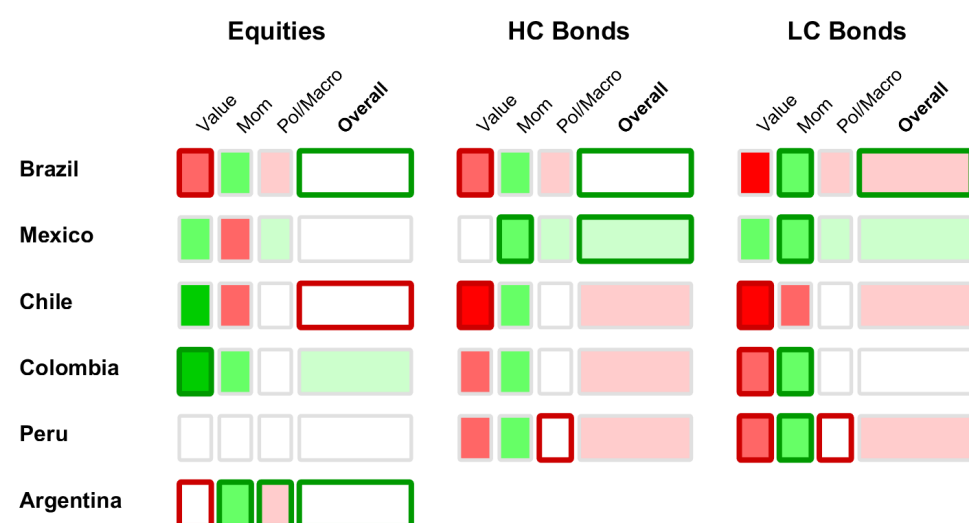 Equities HC Bonds LC Bonds
Value Mom Pol/Macro Overall Value Mom Pol/Macro Overall Value Mom Pol/Macro Overall
Brazil
Mexico
Chile
Colombia
Peru
Argentina